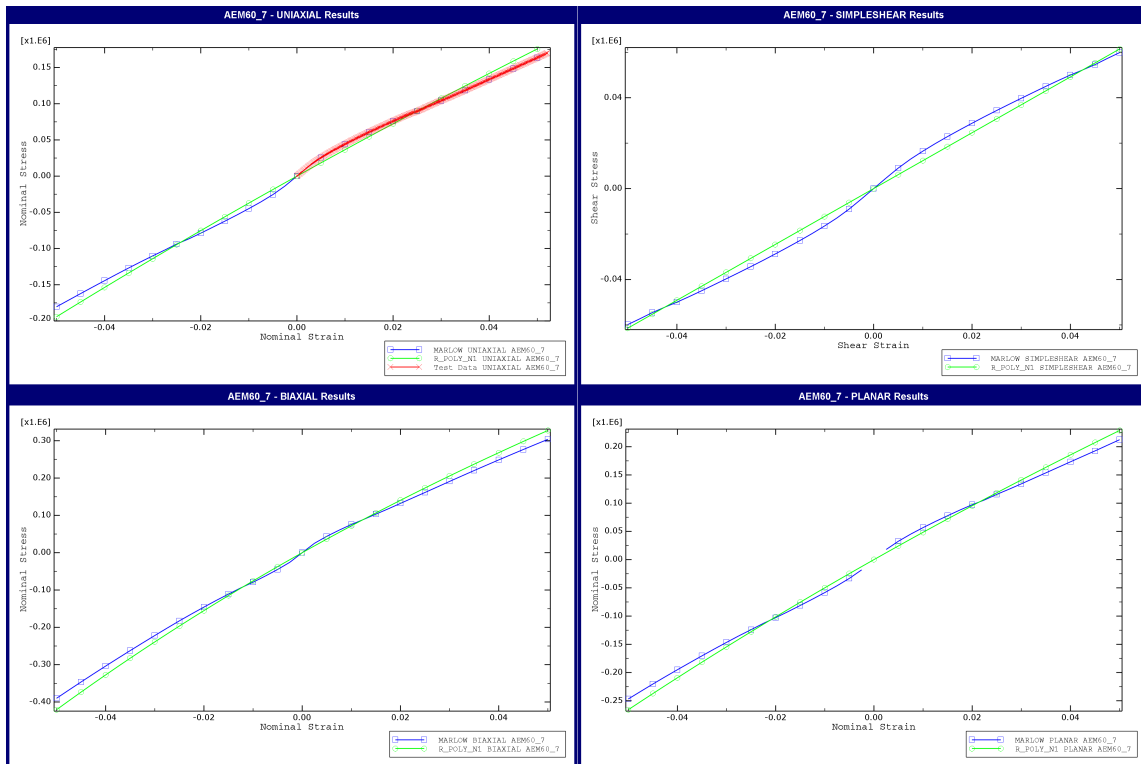 AEM60_7 - UNIAXIAL Results
[x1.E6]
0.15
0.10
0.05
0.00
-0.05
-0.10
-0.15
-0.20
Nominal Stress
-0.04
-0.02
0.00
0.02
0.04
Nominal Strain
MARLOW UNIAXIAL AEM60_7
R_POLY_N1 UNIAXIAL AEM60_7
Test Data UNIAXIAL AEM60_7
AEM60_7 - SIMPLESHEAR Results
[x1.E6]
0.04
0.00
-0.04
Shear Stress
-0.04
-0.02
0.00
0.02
0.04
Shear Strain
MARLOW SIMPLESHEAR AEM60_7
R_POLY_N1 SIMPLESHEAR AEM60_7
AEM60_7 - BIAXIAL Results
[x1.E6]
0.30
0.20
0.10
0.00
-0.10
-0.20
-0.30
-0.40
Nominal Stress
-0.04
-0.02
0.00
0.02
0.04
Nominal Strain
MARLOW BIAXIAL AEM60_7
R_POLY_N1 BIAXIAL AEM60_7
AEM60_7 - PLANAR Results
[x1.E6]
0.20
0.15
0.10
0.05
0.00
-0.05
-0.10
-0.15
-0.20
-0.25
Nominal Stress
-0.04
-0.02
0.00
0.02
0.04
Nominal Strain
MARLOW PLANAR AEM60_7
R_POLY_N1 PLANAR AEM60_7